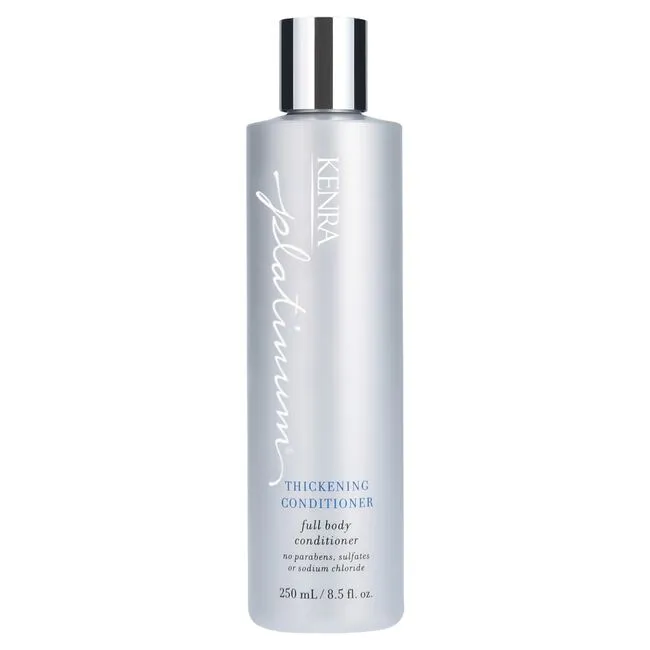 KENRA
platinum®
THICKENING
CONDITIONER
full body
conditioner
no parabens, sulfates
or sodium chloride
250 mL / 8.5 fl. oz.